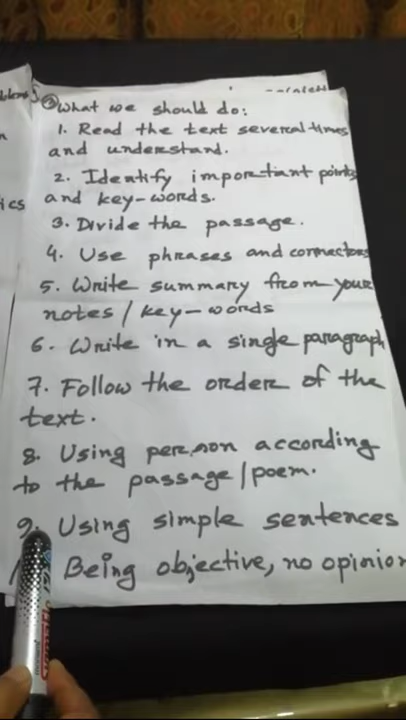 What we should do:
1. Read the text several times
and understand.
2. Identify important points
and key-words.
3. Divide the passage.
4. Use phrases and connectors
5. Write summary from your
notes / key-words
6. Write in a single paragraph
7. Follow the order of the
text.
8. Using person according
to the passage / poem.
9. Using simple sentences
Being objective, no opinion